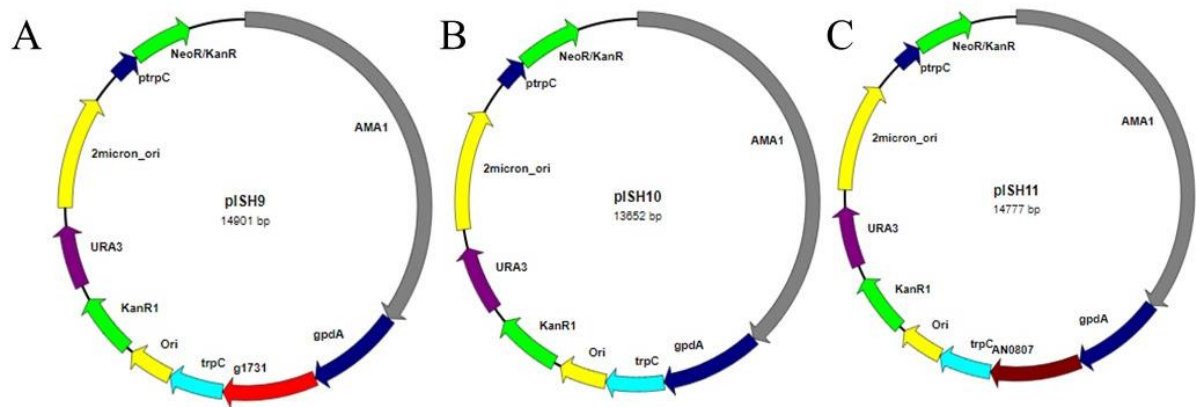 A
NeoR/KanR
ptrpC
AMA1
2micron_ori
pISH9
14901 bp
URA3
KanR1
gpdA
Ori
trpC
g1731
B
NeoR/KanR
ptrpC
AMA1
2micron_ori
pISH10
13652 bp
URA3
KanR1
gpdA
Ori
trpC
C
NeoR/KanR
ptrpC
AMA1
2micron_ori
pISH11
14777 bp
URA3
KanR1
gpdA
Ori
trpC
AN0807